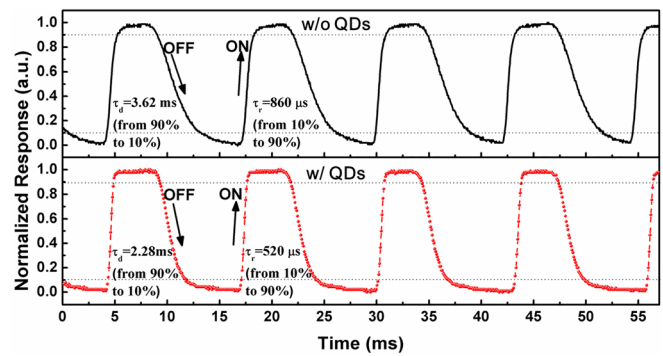 Normalized Response (a.u.)
1.0
0.8
0.6
0.4
0.2
0.0
w/o QDs
OFF
ON
τd=3.62 ms
(from 90%
to 10%)
τr=860 μs
(from 10%
to 90%)
1.0
0.8
0.6
0.4
0.2
0.0
w/ QDs
OFF
ON
τd=2.28ms
(from 90%
to 10%)
τr=520 μs
(from 10%
to 90%)
0 5 10 15 20 25 30 35 40 45 50 55
Time (ms)